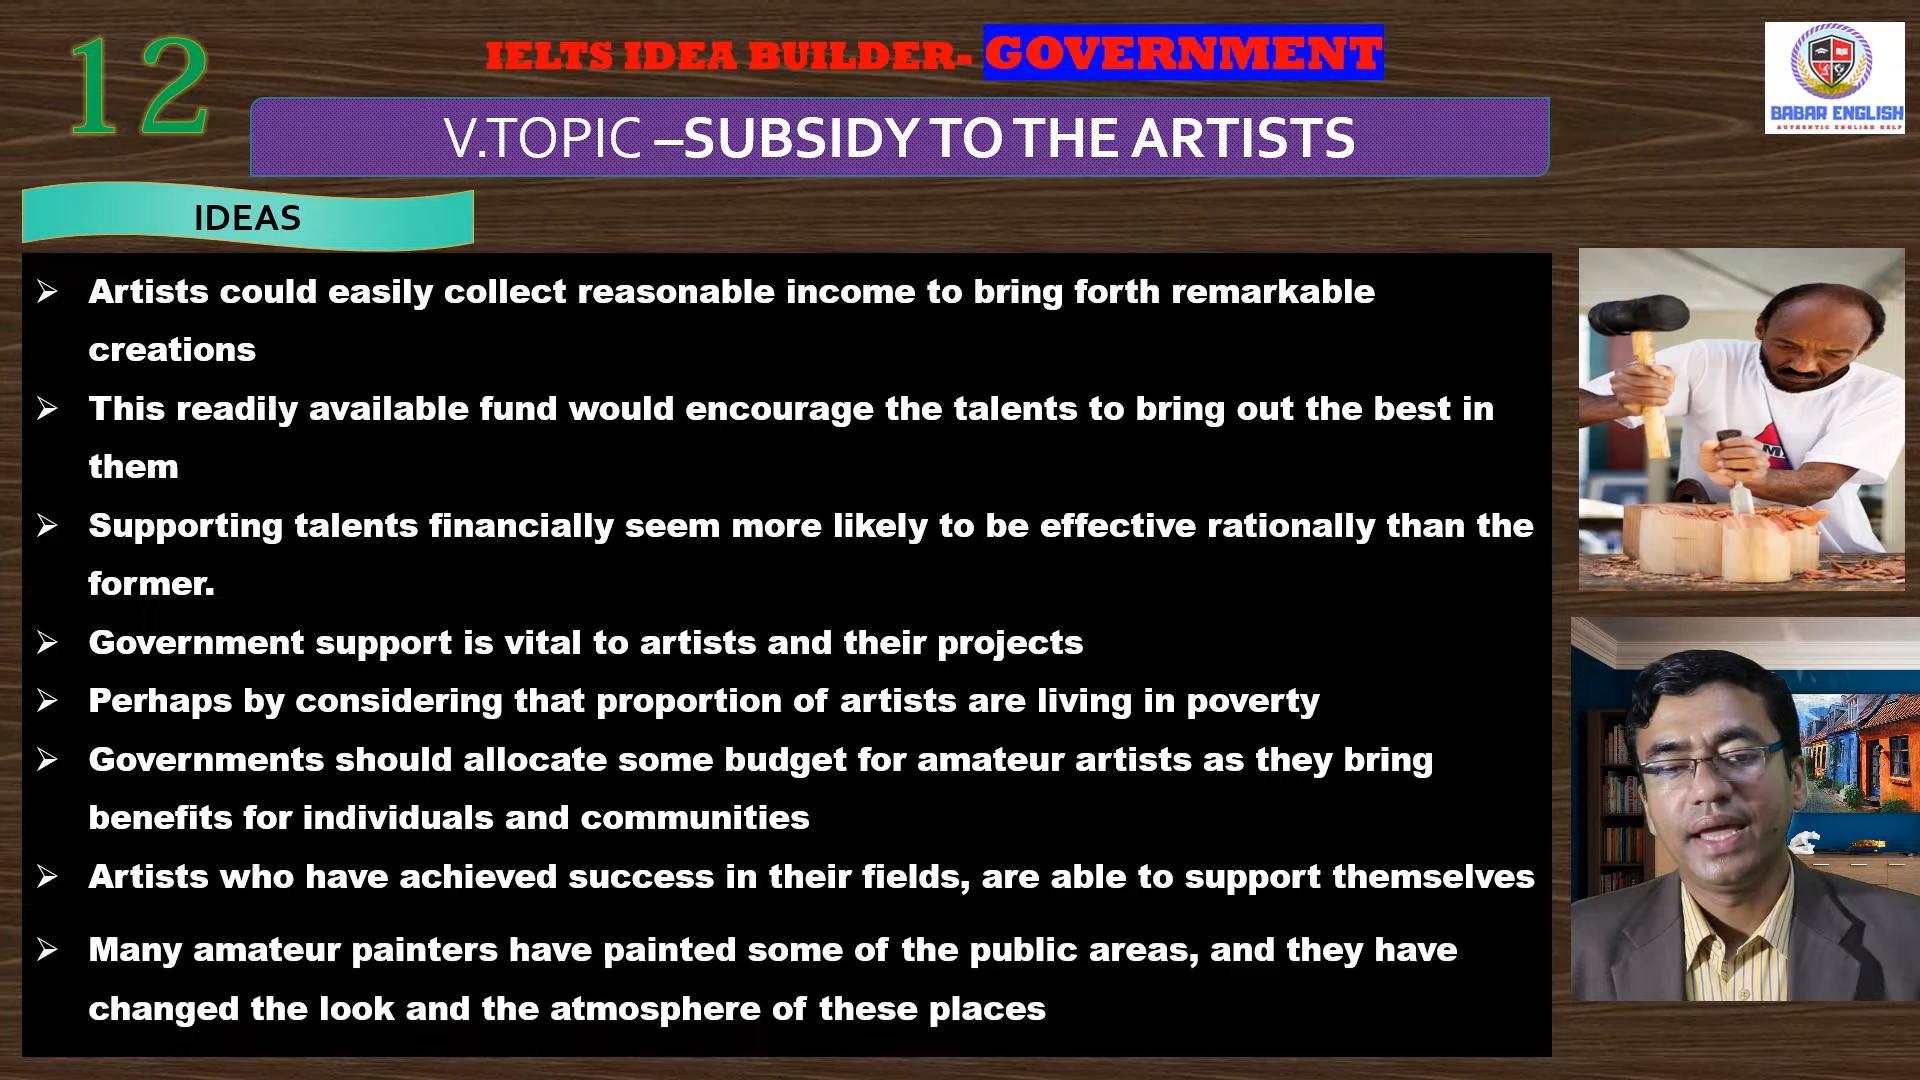 12
IELTS IDEA BUILDER- GOVERNMENT
BABAR ENGLISH
AUTHENTIC ENGLISH HELP
V.TOPIC –SUBSIDY TO THE ARTISTS
IDEAS
➢ Artists could easily collect reasonable income to bring forth remarkable
creations
➢ This readily available fund would encourage the talents to bring out the best in
them
➢ Supporting talents financially seem more likely to be effective rationally than the
former.
➢ Government support is vital to artists and their projects
➢ Perhaps by considering that proportion of artists are living in poverty
➢ Governments should allocate some budget for amateur artists as they bring
benefits for individuals and communities
➢ Artists who have achieved success in their fields, are able to support themselves
➢ Many amateur painters have painted some of the public areas, and they have
changed the look and the atmosphere of these places